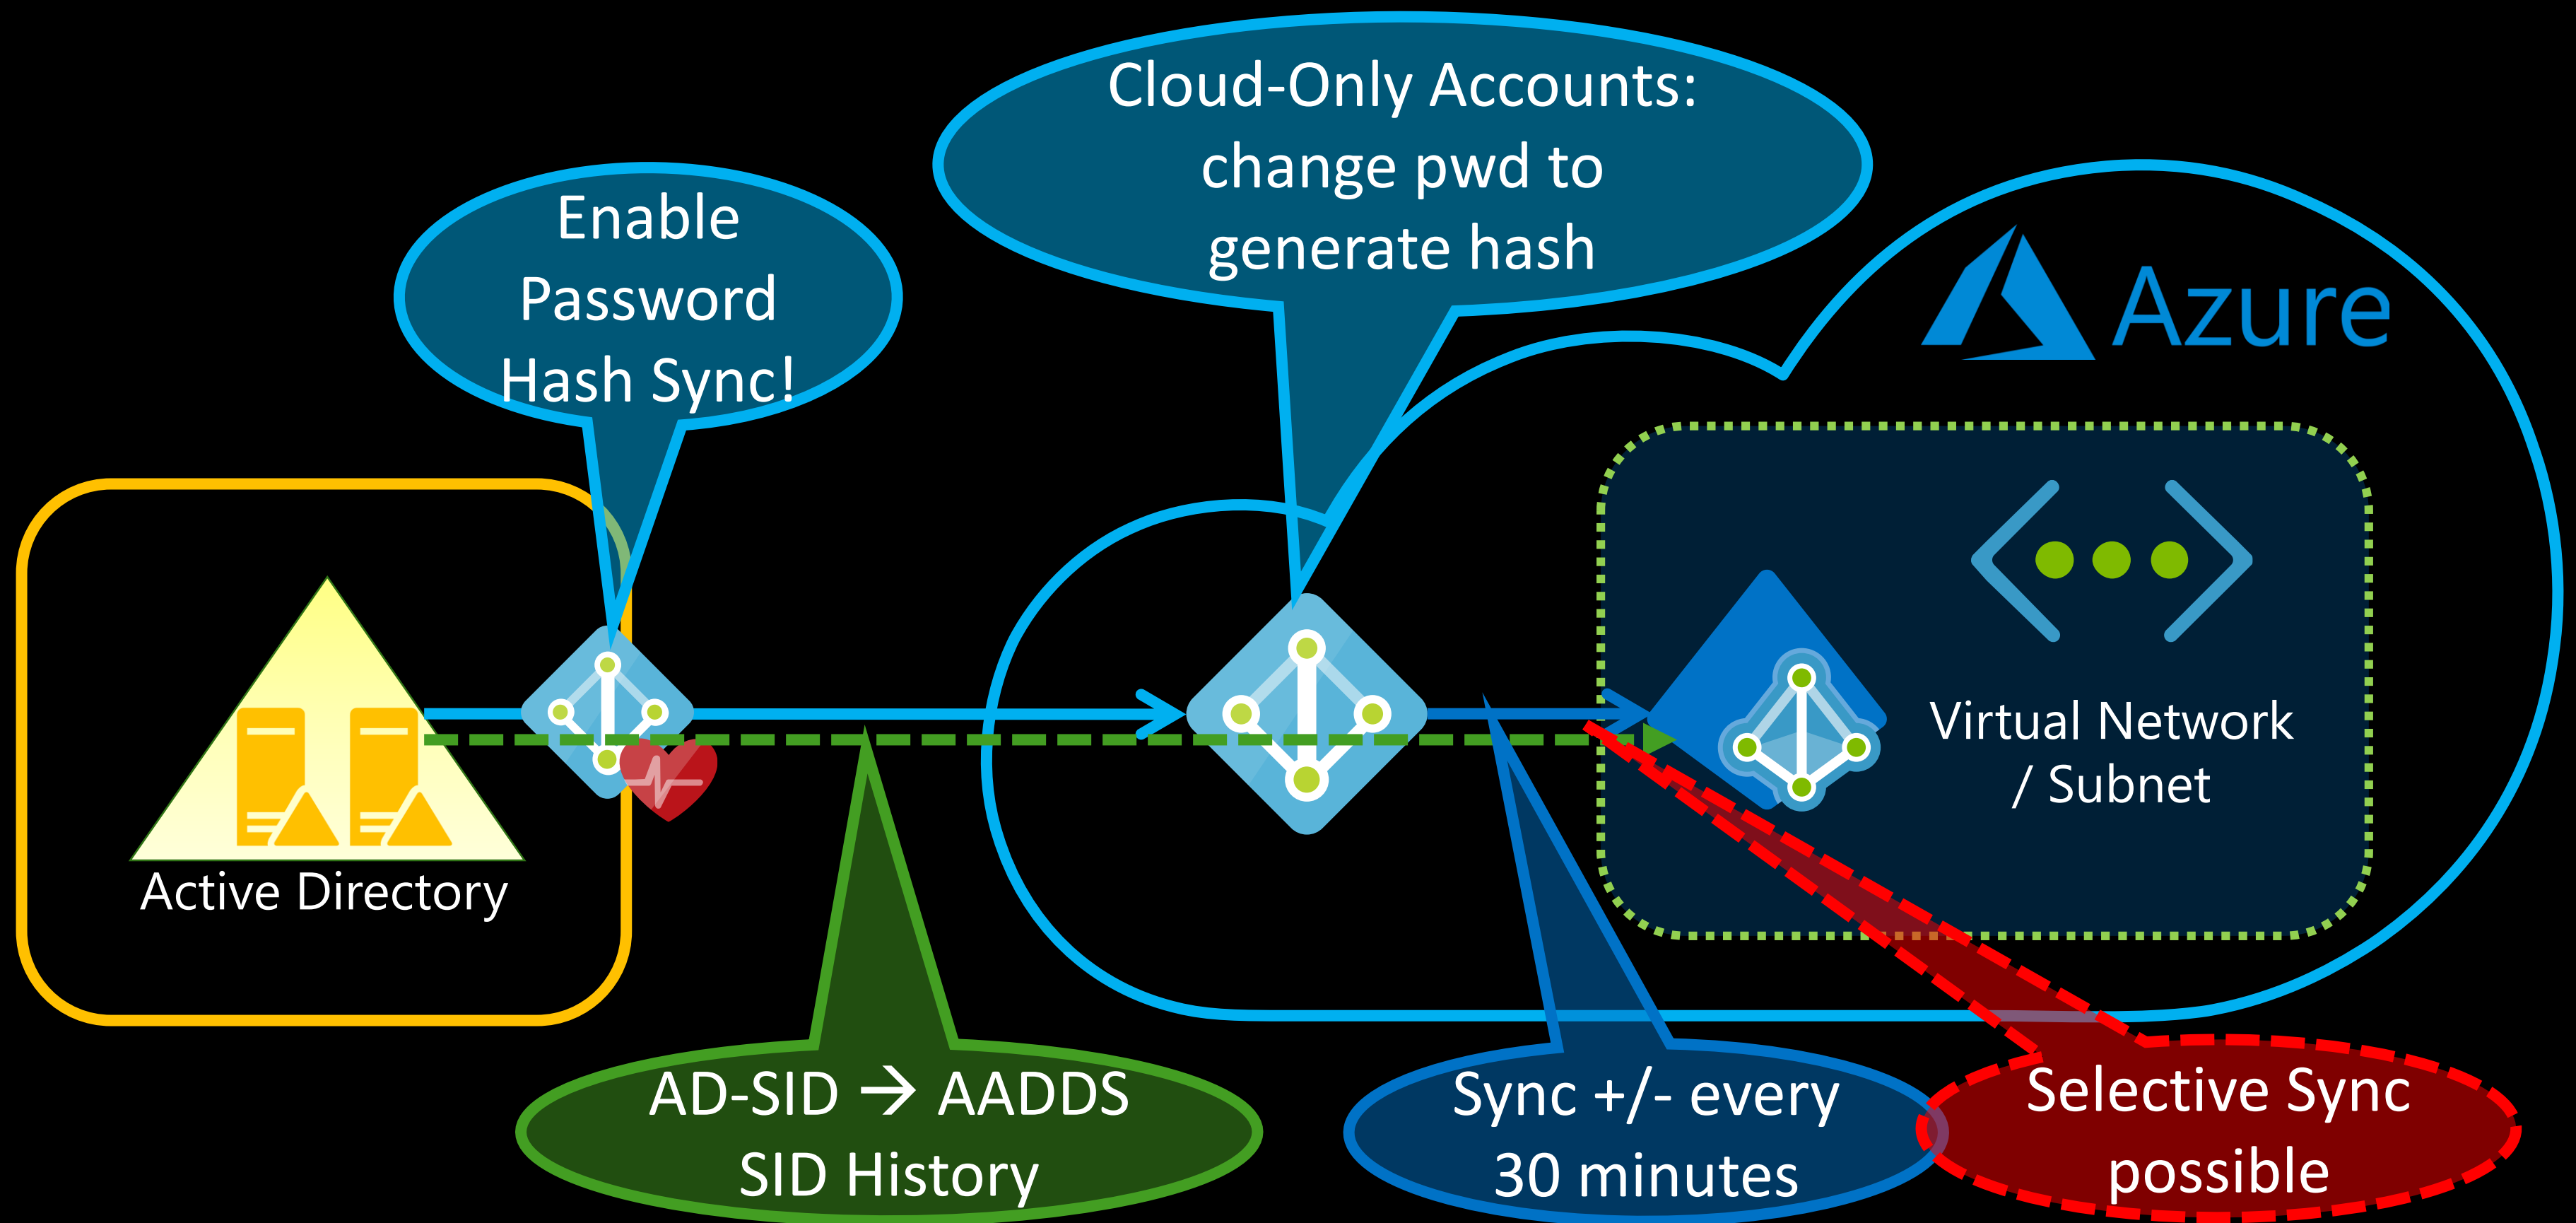 Cloud-Only Accounts:
change pwd to
generate hash
Enable
Password
Hash Sync!
Azure
Active Directory
Virtual Network
/ Subnet
AD-SID → AADDS
SID History
Sync +/- every
30 minutes
Selective Sync
possible